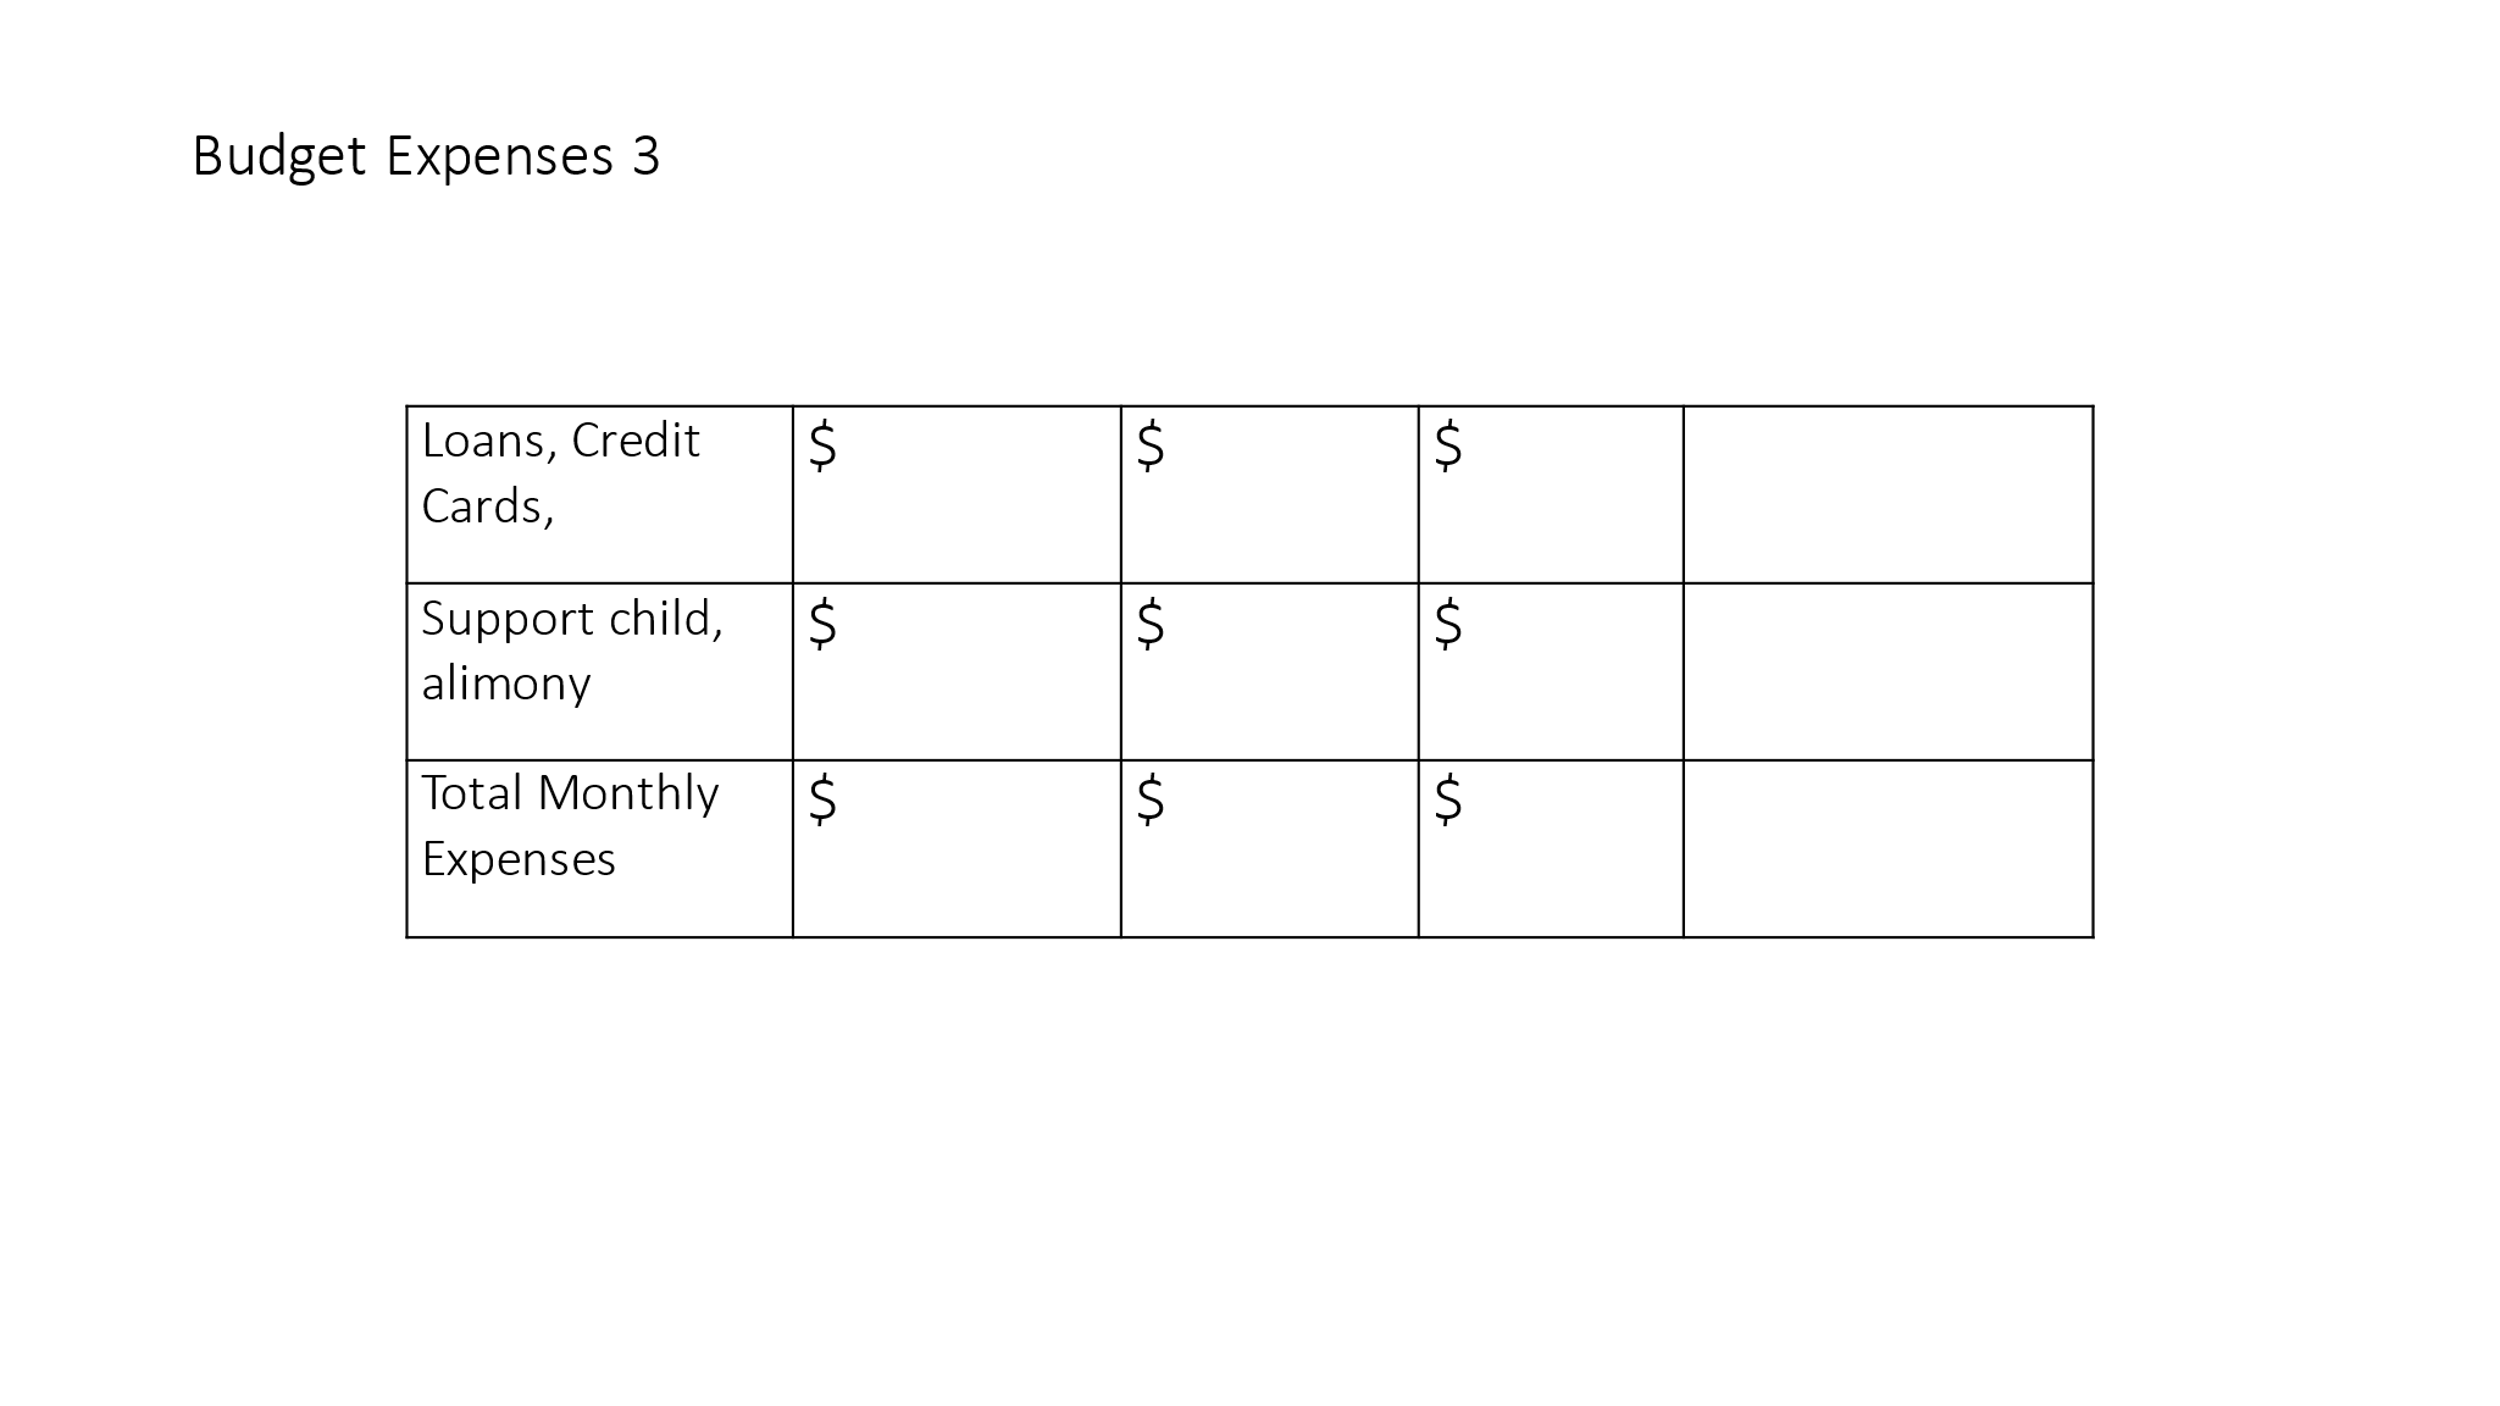 Budget Expenses 3
Loans, Credit
Cards,
$ $ $
Support child,
alimony
$ $ $
Total Monthly
Expenses
$ $ $